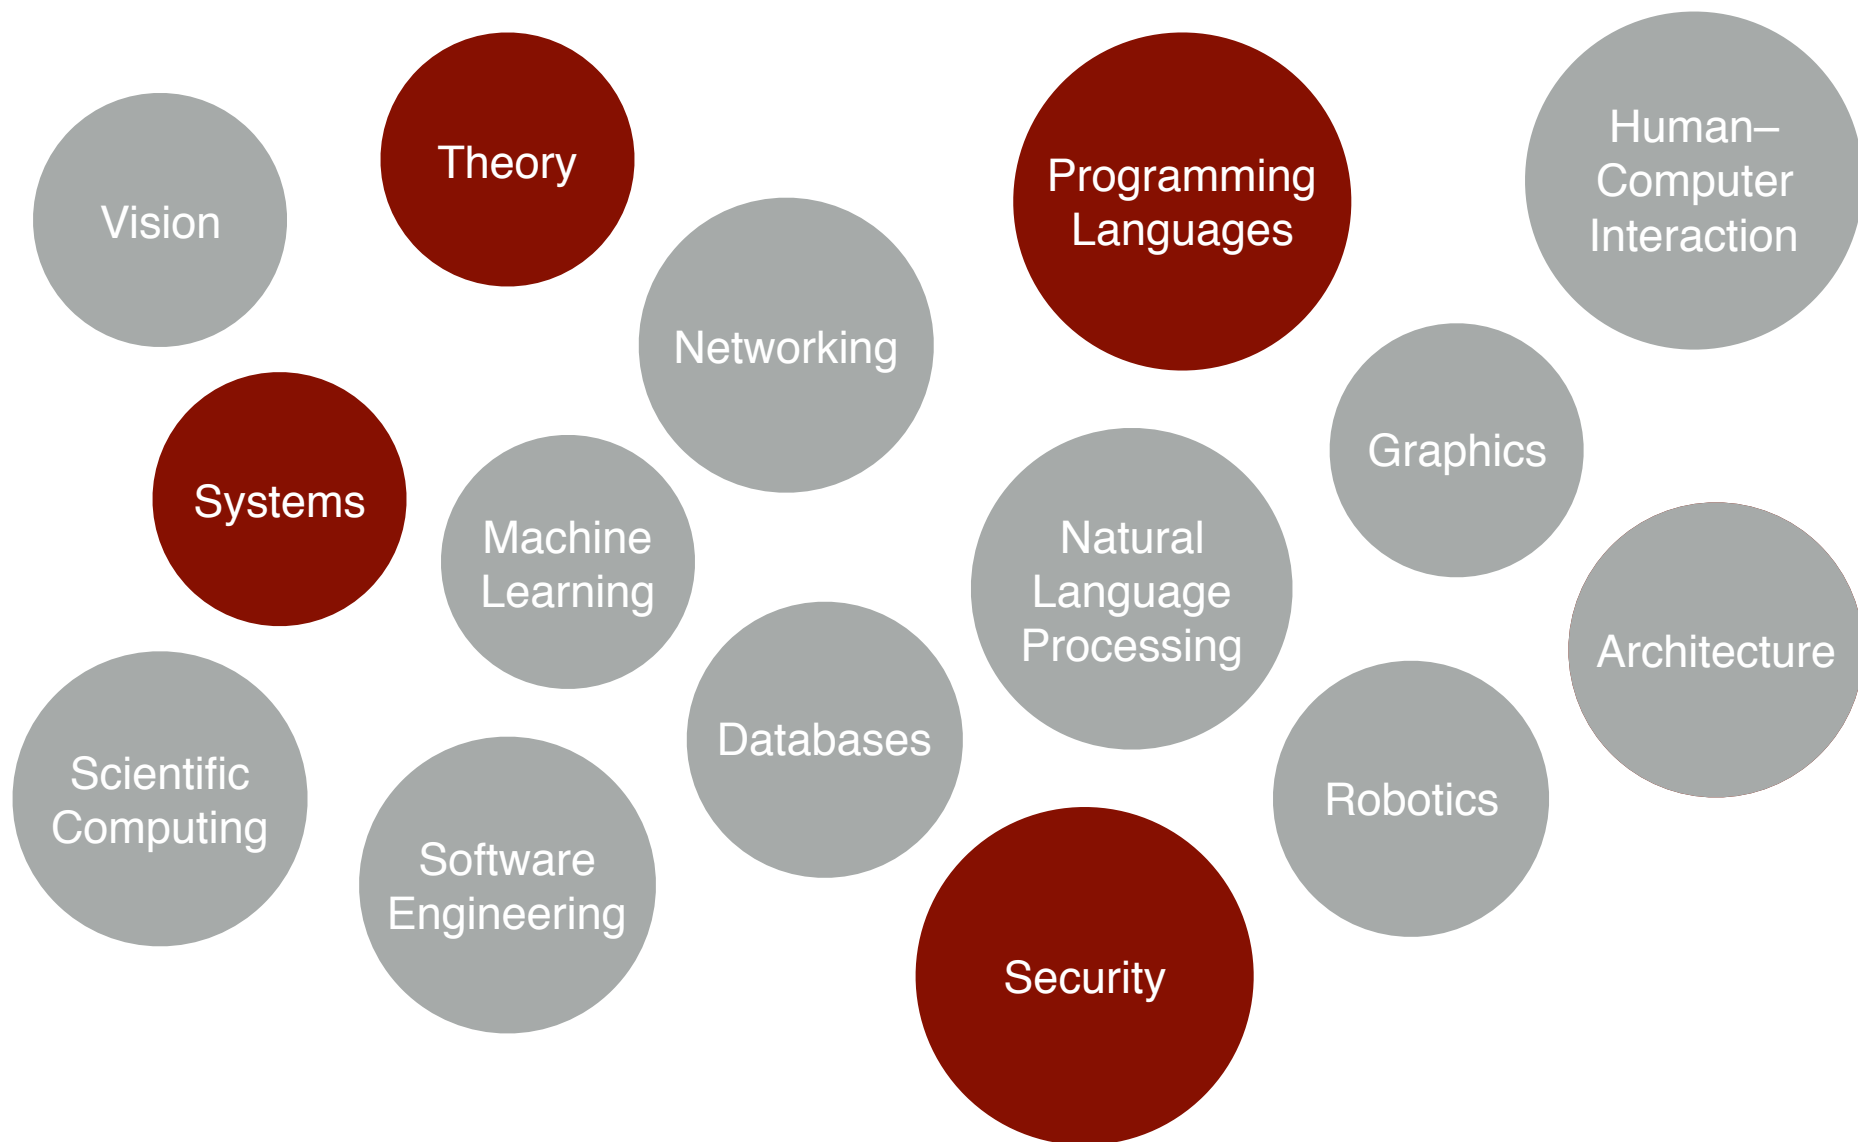 Vision
Theory
Programming
Languages
Human–
Computer
Interaction
Networking
Graphics
Systems
Machine
Learning
Natural
Language
Processing
Architecture
Databases
Scientific
Computing
Software
Engineering
Robotics
Security